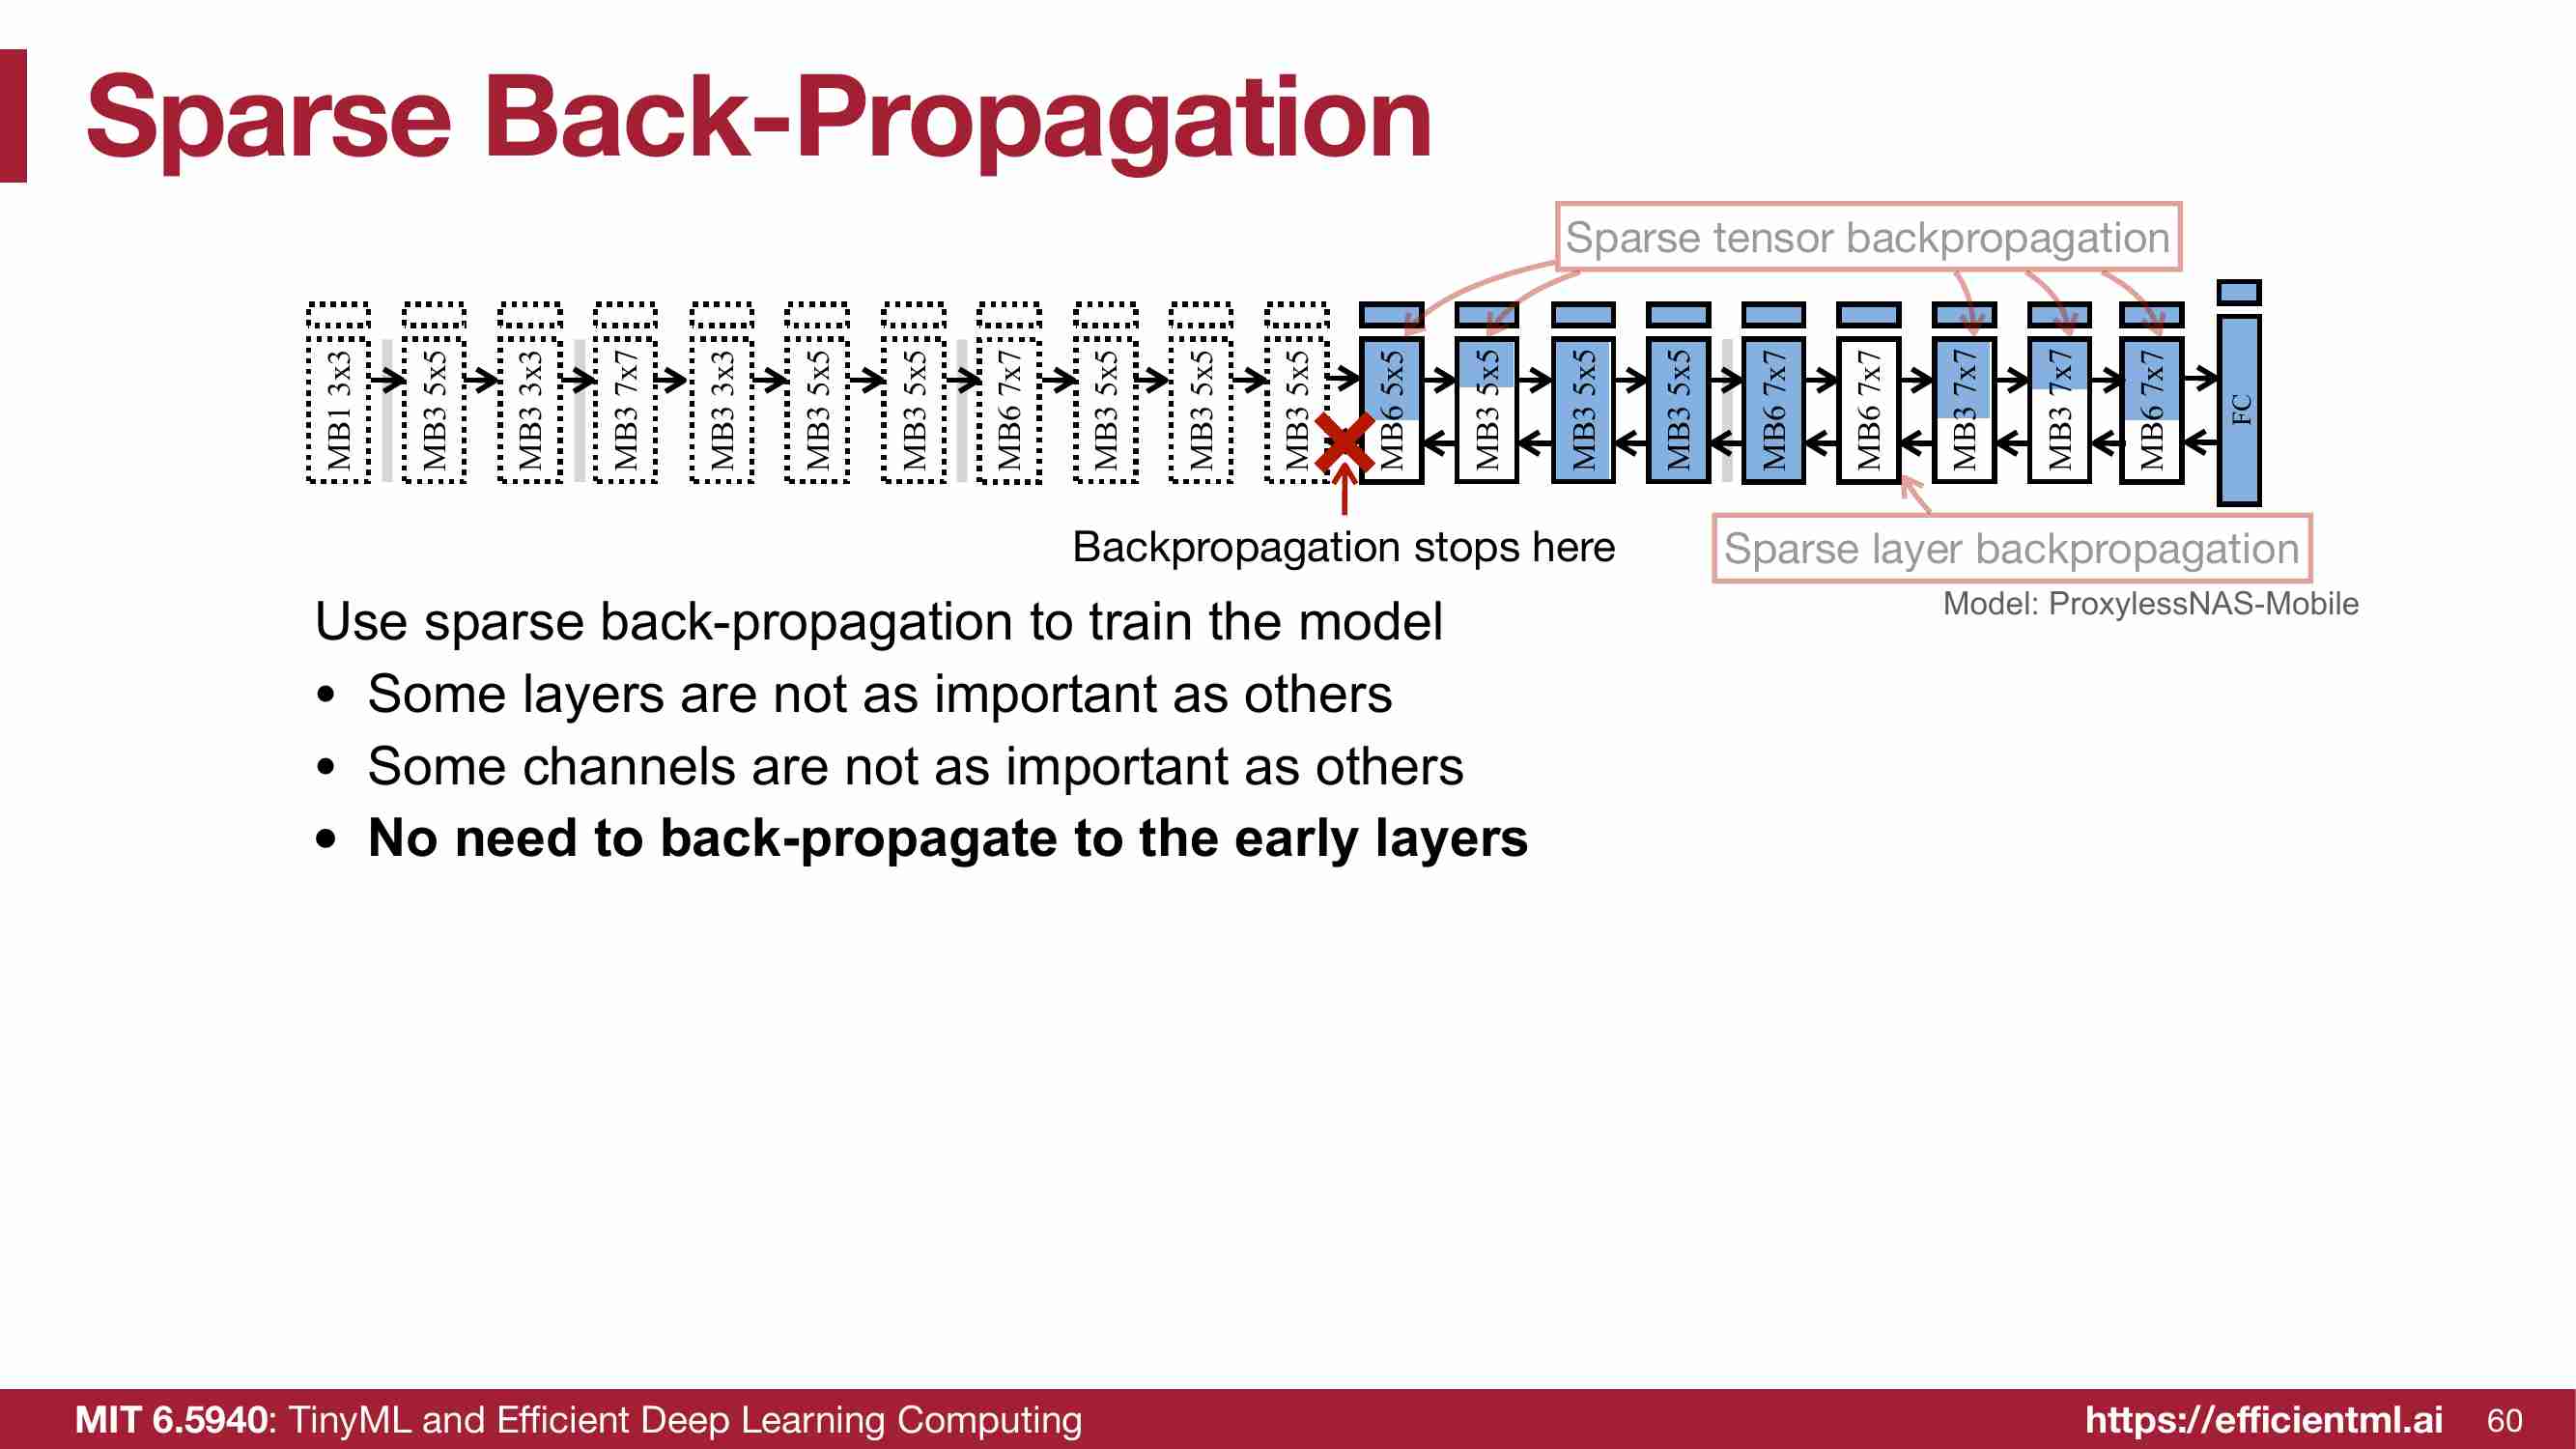 Sparse Back-Propagation
Sparse tensor backpropagation
MB1 3x3
MB3 5x5
MB3 3x3
MB3 7x7
MB3 3x3
MB3 5x5
MB3 5x5
MB6 7x7
MB3 5x5
MB3 5x5
MB3 5x5
MB6 5x5
MB3 5x5
MB3 5x5
MB3 5x5
MB6 7x7
MB6 7x7
MB3 7x7
MB3 7x7
MB6 7x7
FC
Backpropagation stops here
Sparse layer backpropagation
Model: ProxylessNAS-Mobile
Use sparse back-propagation to train the model
• Some layers are not as important as others
• Some channels are not as important as others
• No need to back-propagate to the early layers
MIT 6.5940: TinyML and Efficient Deep Learning Computing
https://efficientml.ai
60